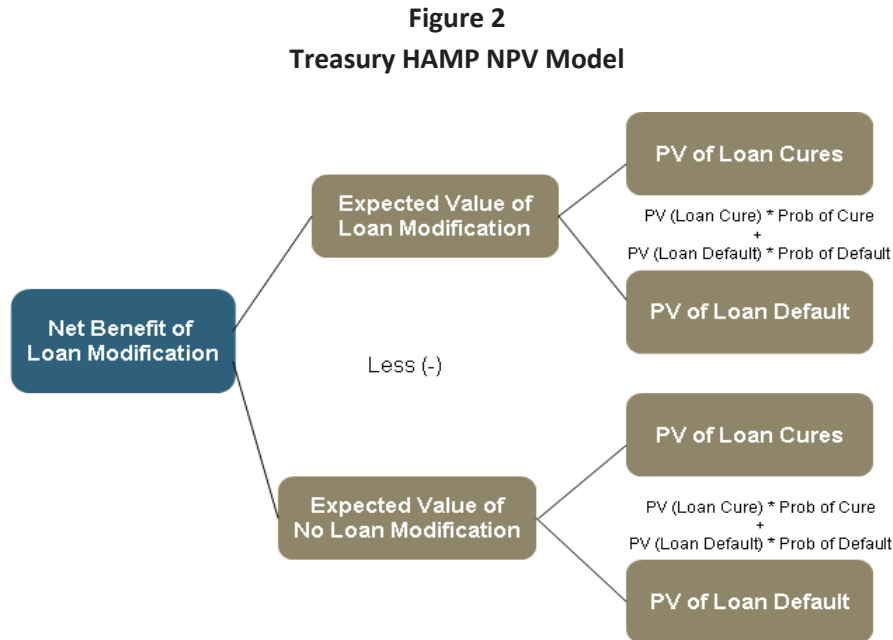 Figure 2
Treasury HAMP NPV Model
PV of Loan Cures
Expected Value of
Loan Modification
PV (Loan Cure) * Prob of Cure
+
PV (Loan Default) * Prob of Default
PV of Loan Default
Net Benefit of
Loan Modification
Less (-)
PV of Loan Cures
Expected Value of
No Loan Modification
PV (Loan Cure) * Prob of Cure
+
PV (Loan Default) * Prob of Default
PV of Loan Default